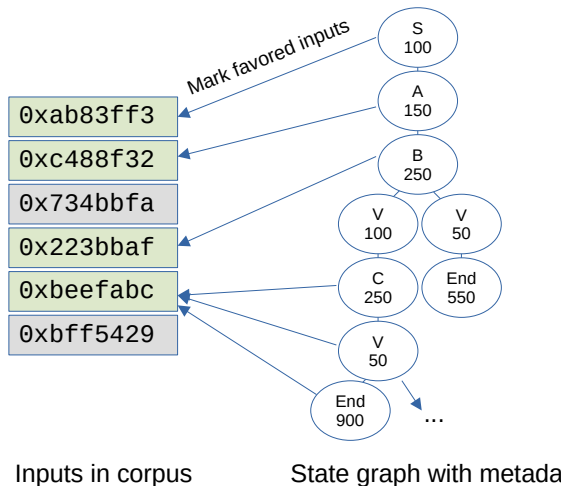 Mark favored inputs
0xab83ff3
0xc488f32
0x734bbfa
0x223bbaf
0xbeefabc
0xbff5429
S
100
A
150
B
250
V
100
V
50
C
250
End
550
V
50
End
900
...
Inputs in corpus
State graph with metada